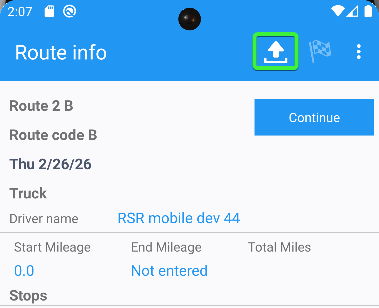 2:07
Route info
Route 2 B
Continue
Route code B
Thu 2/26/26
Truck
Driver name RSR mobile dev 44
Start Mileage End Mileage Total Miles
0.0 Not entered
Stops